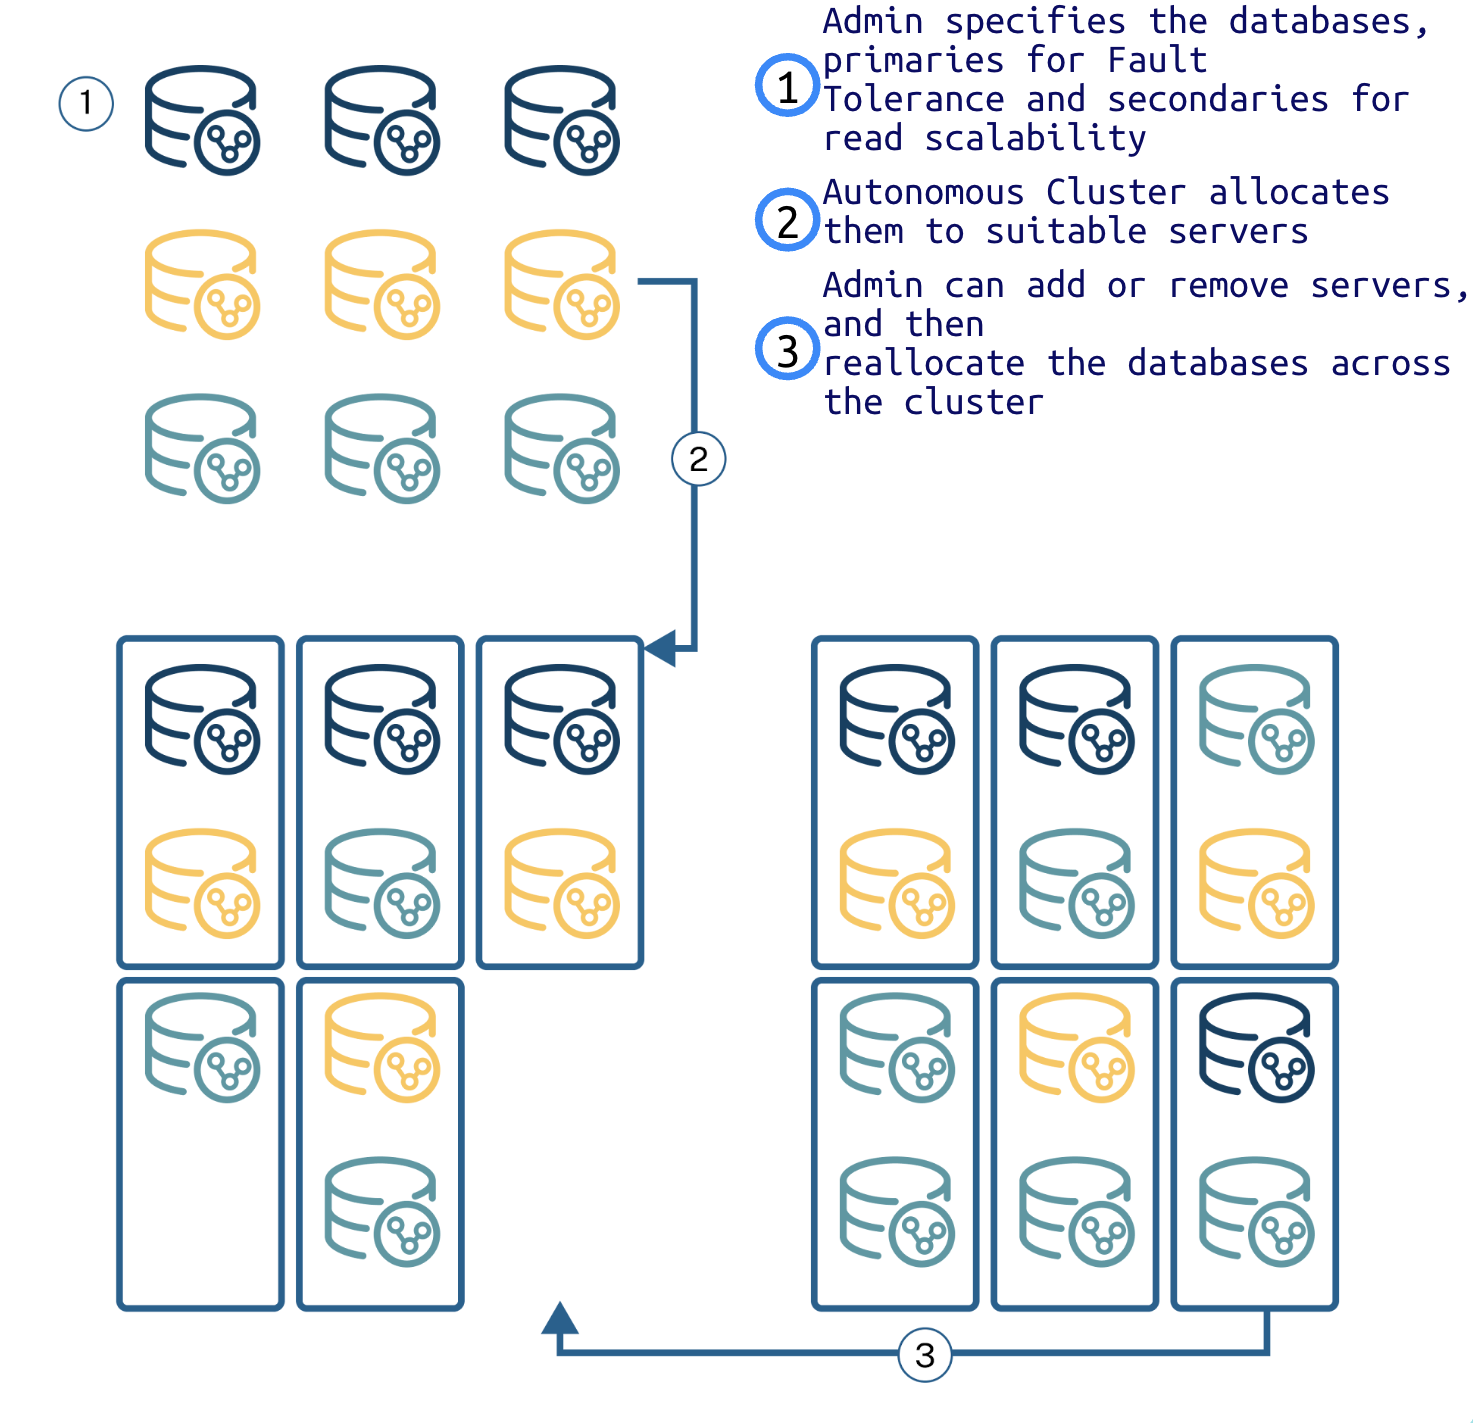 1
1
Admin specifies the databases,
primaries for Fault
Tolerance and secondaries for
read scalability
2
Autonomous Cluster allocates
them to suitable servers
3
Admin can add or remove servers,
and then
reallocate the databases across
the cluster
2
3